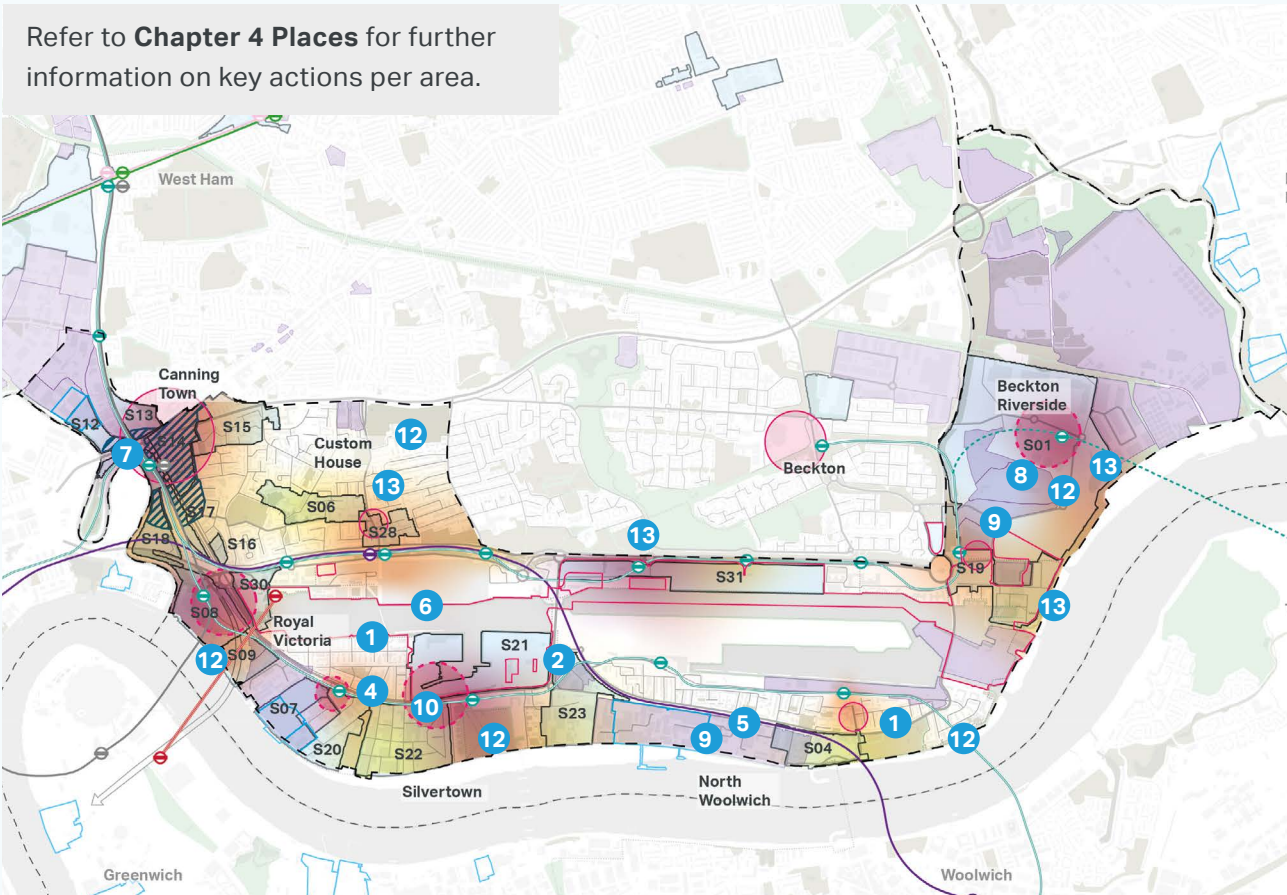 Refer to Chapter 4 Places for further
information on key actions per area.
West Ham
Canning
Town
S13
S12
S14
S15
7
Custom
House
12
13
S06
S28
S17
S18
S16
S30
S08
Royal
Victoria
6
1
S09
12
S07
4
10
S21
2
S20
S22
12
S23
Silvertown
13
S31
Beckton
Beckton
Riverside
S01
8
13
12
9
S19
13
5
9
S04
1
12
North
Woolwich
Greenwich
Woolwich